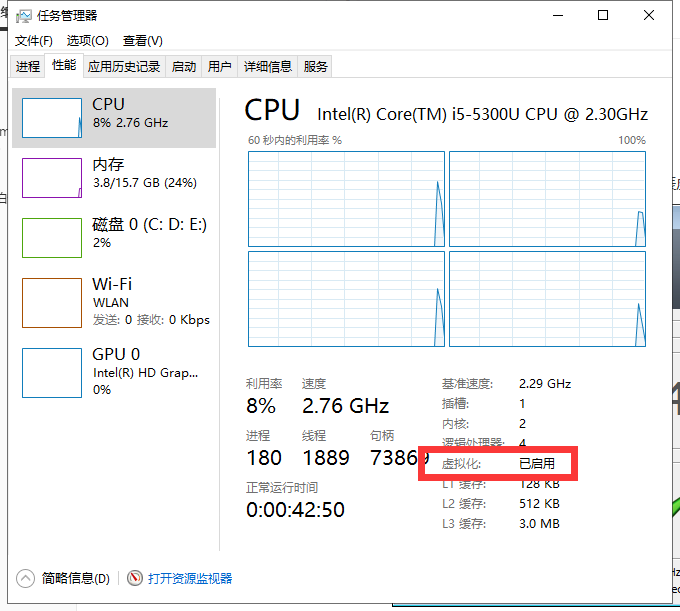 任务管理器
文件(F) 选项(O) 查看(V)
进程 性能 应用历史记录 启动 用户 详细信息 服务
CPU
8% 2.76 GHz
内存
3.8/15.7 GB (24%)
磁盘 0 (C: D: E:)
2%
Wi-Fi
WLAN
发送: 0 接收: 0 Kbps
GPU 0
Intel(R) HD Grap...
0%
CPU Intel(R) Core(TM) i5-5300U CPU @ 2.30GHz
60 秒内的利用率 % 100%
利用率 速度
8% 2.76 GHz
进程 线程 句柄
180 1889 73869
正常运行时间
0:00:42:50
基准速度: 2.29 GHz
插槽: 1
内核: 2
逻辑处理器: 4
虚拟化: 已启用
L1 缓存: 128 KB
L2 缓存: 512 KB
L3 缓存: 3.0 MB
简略信息(D) 打开资源监视器